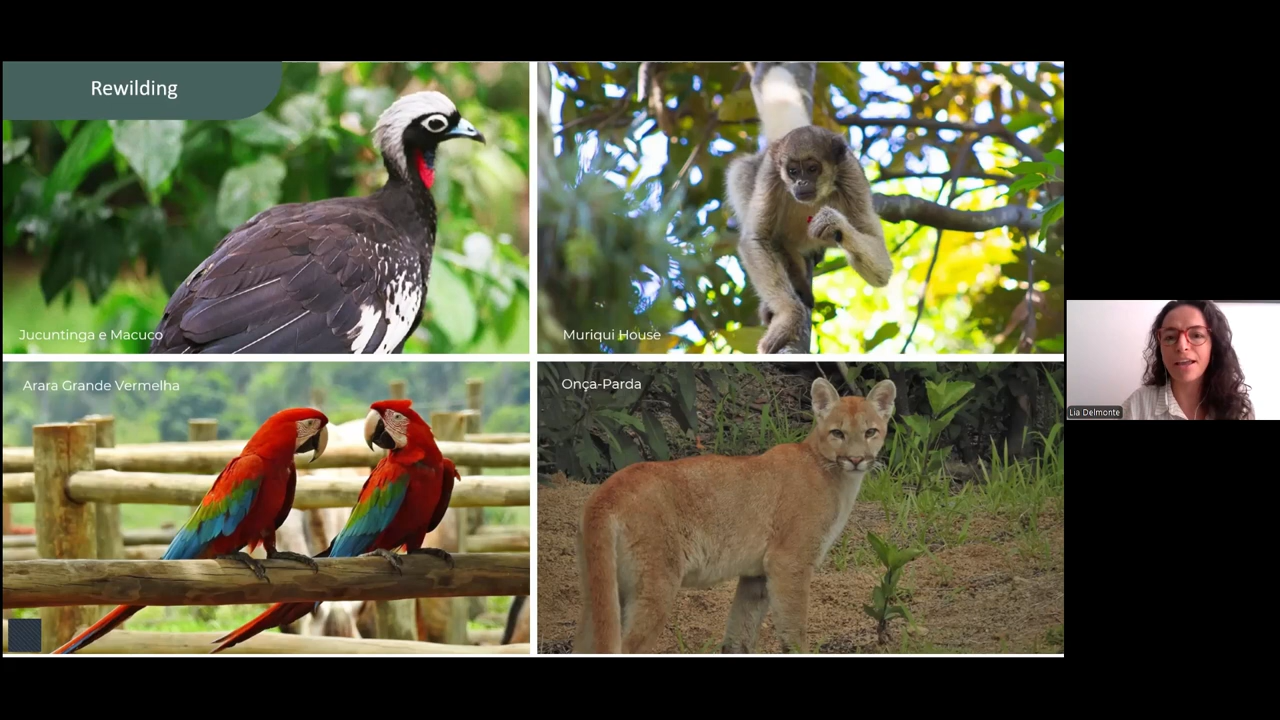 Rewilding
Jucuntinga e Macuco
Muriqui House
Arara Grande Vermelha
Onça-Parda
Lia Delmonte